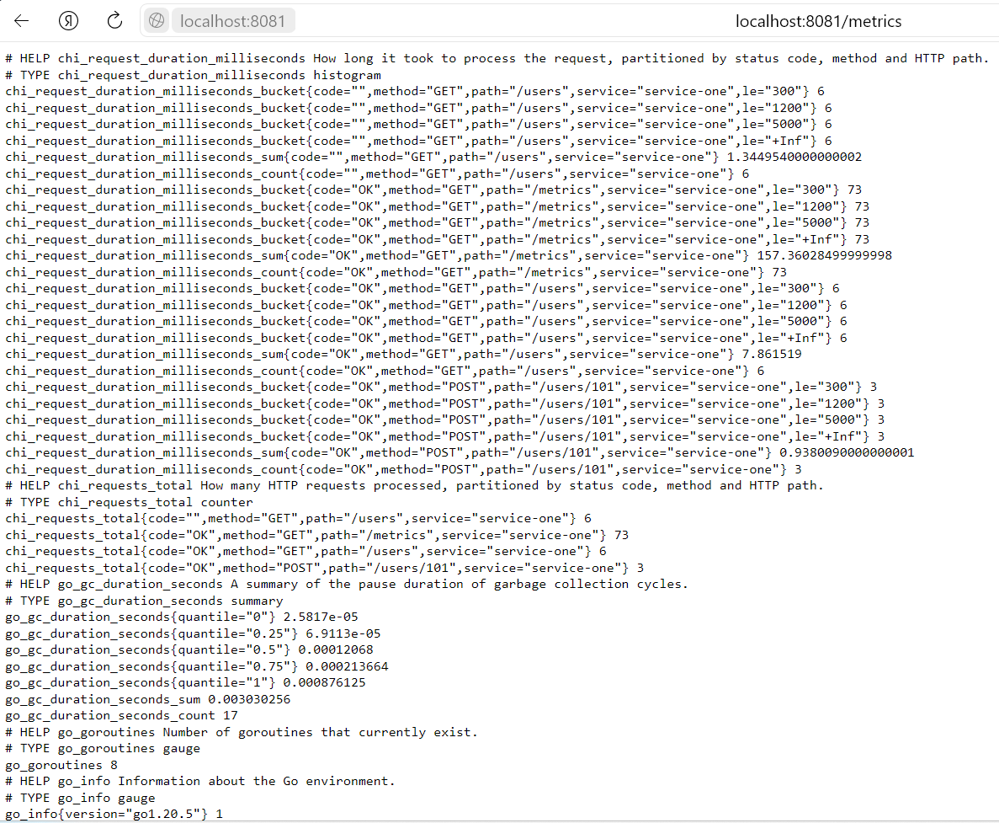 Я localhost:8081 localhost:8081/metrics
# HELP chi_request_duration_milliseconds How long it took to process the request, partitioned by status code, method and HTTP path.
# TYPE chi_request_duration_milliseconds histogram
chi_request_duration_milliseconds_bucket{code="",method="GET",path="/users",service="service-one",le="300"} 6
chi_request_duration_milliseconds_bucket{code="",method="GET",path="/users",service="service-one",le="1200"} 6
chi_request_duration_milliseconds_bucket{code="",method="GET",path="/users",service="service-one",le="5000"} 6
chi_request_duration_milliseconds_bucket{code="",method="GET",path="/users",service="service-one",le="+Inf"} 6
chi_request_duration_milliseconds_sum{code="",method="GET",path="/users",service="service-one"} 1.3449540000000002
chi_request_duration_milliseconds_count{code="",method="GET",path="/users",service="service-one"} 6
chi_request_duration_milliseconds_bucket{code="OK",method="GET",path="/metrics",service="service-one",le="300"} 73
chi_request_duration_milliseconds_bucket{code="OK",method="GET",path="/metrics",service="service-one",le="1200"} 73
chi_request_duration_milliseconds_bucket{code="OK",method="GET",path="/metrics",service="service-one",le="5000"} 73
chi_request_duration_milliseconds_bucket{code="OK",method="GET",path="/metrics",service="service-one",le="+Inf"} 73
chi_request_duration_milliseconds_sum{code="OK",method="GET",path="/metrics",service="service-one"} 157.36028499999998
chi_request_duration_milliseconds_count{code="OK",method="GET",path="/metrics",service="service-one"} 73
chi_request_duration_milliseconds_bucket{code="OK",method="GET",path="/users",service="service-one",le="300"} 6
chi_request_duration_milliseconds_bucket{code="OK",method="GET",path="/users",service="service-one",le="1200"} 6
chi_request_duration_milliseconds_bucket{code="OK",method="GET",path="/users",service="service-one",le="5000"} 6
chi_request_duration_milliseconds_bucket{code="OK",method="GET",path="/users",service="service-one",le="+Inf"} 6
chi_request_duration_milliseconds_sum{code="OK",method="GET",path="/users",service="service-one"} 7.861519
chi_request_duration_milliseconds_count{code="OK",method="GET",path="/users",service="service-one"} 6
chi_request_duration_milliseconds_bucket{code="OK",method="POST",path="/users/101",service="service-one",le="300"} 3
chi_request_duration_milliseconds_bucket{code="OK",method="POST",path="/users/101",service="service-one",le="1200"} 3
chi_request_duration_milliseconds_bucket{code="OK",method="POST",path="/users/101",service="service-one",le="5000"} 3
chi_request_duration_milliseconds_bucket{code="OK",method="POST",path="/users/101",service="service-one",le="+Inf"} 3
chi_request_duration_milliseconds_sum{code="OK",method="POST",path="/users/101",service="service-one"} 0.9380090000000001
chi_request_duration_milliseconds_count{code="OK",method="POST",path="/users/101",service="service-one"} 3
# HELP chi_requests_total How many HTTP requests processed, partitioned by status code, method and HTTP path.
# TYPE chi_requests_total counter
chi_requests_total{code="",method="GET",path="/users",service="service-one"} 6
chi_requests_total{code="OK",method="GET",path="/metrics",service="service-one"} 73
chi_requests_total{code="OK",method="GET",path="/users",service="service-one"} 6
chi_requests_total{code="OK",method="POST",path="/users/101",service="service-one"} 3
# HELP go_gc_duration_seconds A summary of the pause duration of garbage collection cycles.
# TYPE go_gc_duration_seconds summary
go_gc_duration_seconds{quantile="0"} 2.5817e-05
go_gc_duration_seconds{quantile="0.25"} 6.9113e-05
go_gc_duration_seconds{quantile="0.5"} 0.00012068
go_gc_duration_seconds{quantile="0.75"} 0.000213664
go_gc_duration_seconds{quantile="1"} 0.000876125
go_gc_duration_seconds_sum 0.003030256
go_gc_duration_seconds_count 17
# HELP go_goroutines Number of goroutines that currently exist.
# TYPE go_goroutines gauge
go_goroutines 8
# HELP go_info Information about the Go environment.
# TYPE go_info gauge
go_info{version="go1.20.5"} 1